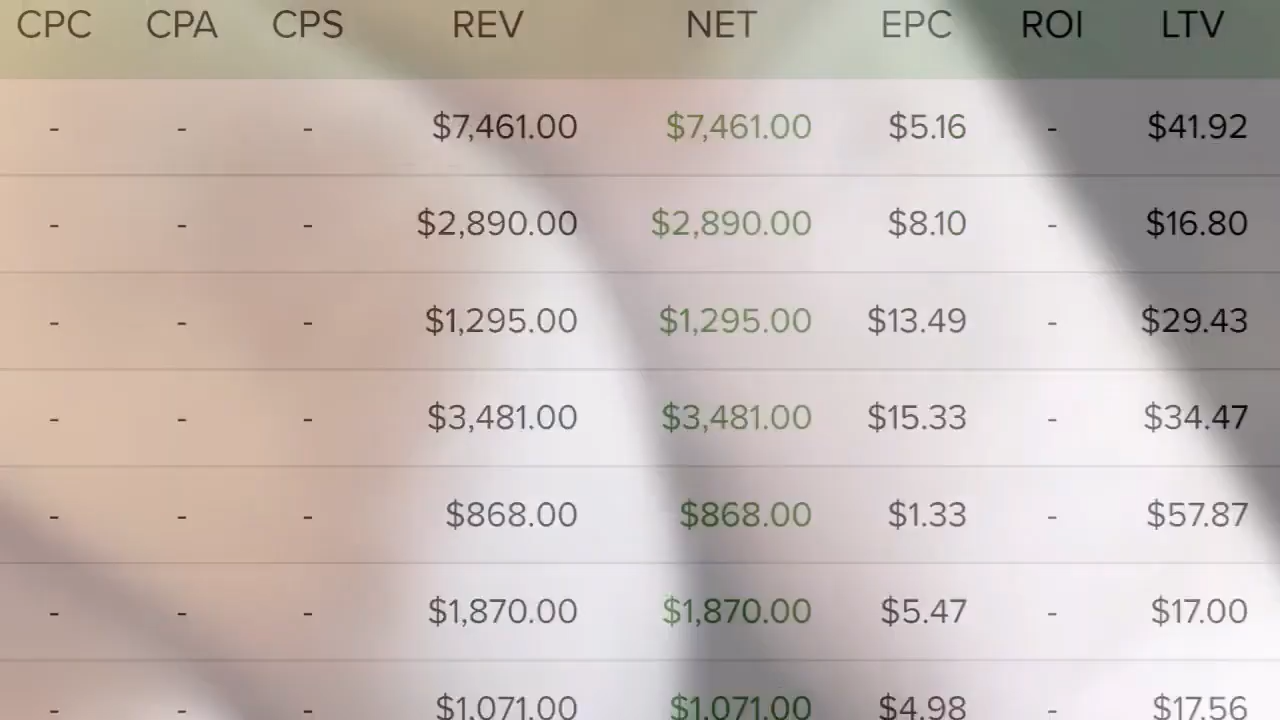 CPC CPA CPS REV NET EPC ROI LTV
- - - $7,461.00 $7,461.00 $5.16 - $41.92
- - - $2,890.00 $2,890.00 $8.10 - $16.80
- - - $1,295.00 $1,295.00 $13.49 - $29.43
- - - $3,481.00 $3,481.00 $15.33 - $34.47
- - - $868.00 $868.00 $1.33 - $57.87
- - - $1,870.00 $1,870.00 $5.47 - $17.00
- - - $1,071.00 $1,071.00 $4.98 - $17.56